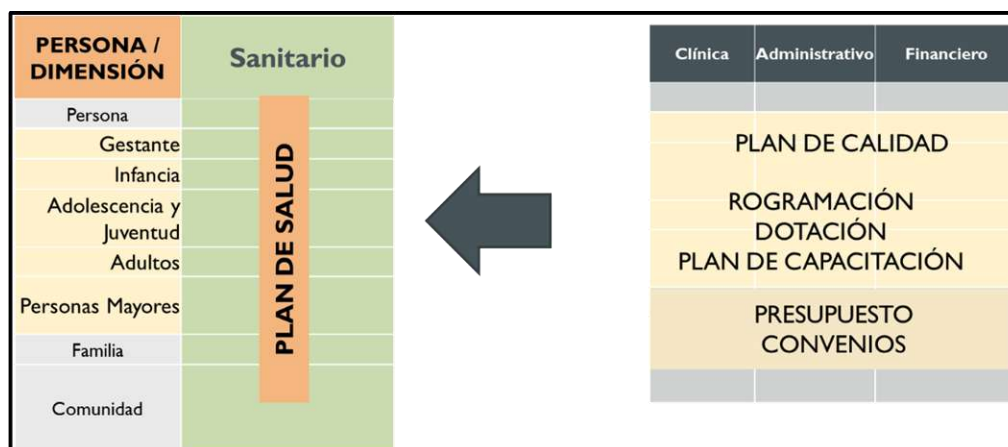 PERSONA /
DIMENSIÓN
Sanitario
Persona
Gestante
Infancia
Adolescencia y
Juventud
Adultos
Personas Mayores
Familia
Comunidad
PLAN DE SALUD
Clínica Administrativo Financiero
PLAN DE CALIDAD
ROGRAMACIÓN
DOTACIÓN
PLAN DE CAPACITACIÓN
PRESUPUESTO
CONVENIOS